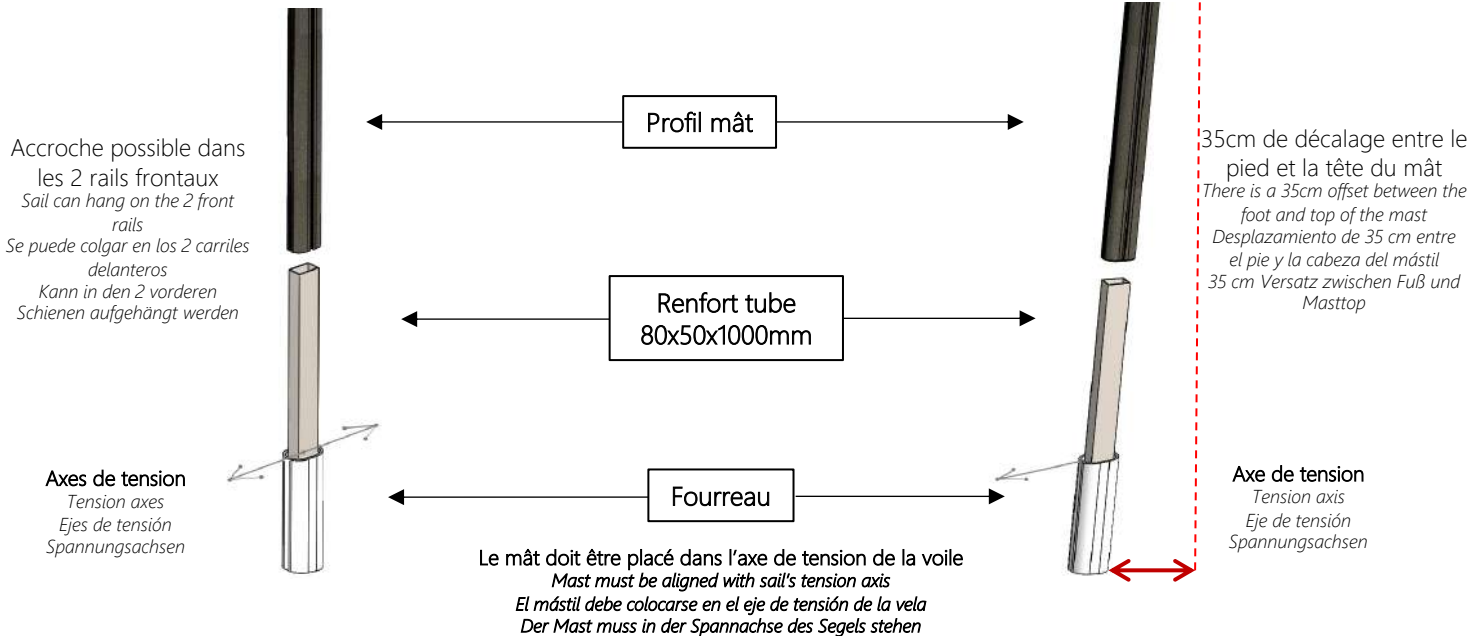 Profil mât
Accroche possible dans
les 2 rails frontaux
Sail can hang on the 2 front
rails
Se puede colgar en los 2 carriles
delanteros
Kann in den 2 vorderen
Schienen aufgehängt werden
35cm de décalage entre le
pied et la tête du mât
There is a 35cm offset between the
foot and top of the mast
Desplazamiento de 35 cm entre
el pie y la cabeza del mástil
35 cm Versatz zwischen Fuß und
Masttop
Renfort tube
80x50x1000mm
Axes de tension
Tension axes
Ejes de tensión
Spannungsachsen
Fourreau
Axe de tension
Tension axis
Eje de tensión
Spannungsachsen
Le mât doit être placé dans l'axe de tension de la voile
Mast must be aligned with sail's tension axis
El mástil debe colocarse en el eje de tensión de la vela
Der Mast muss in der Spannachse des Segels stehen